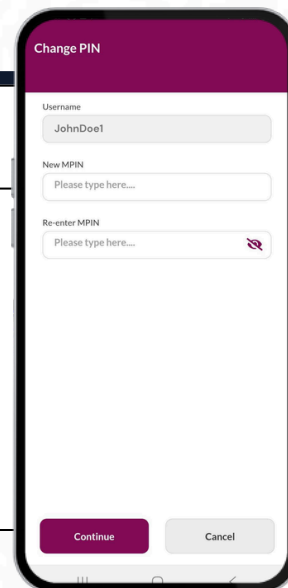 Change PIN
Username
JohnDoe1
New MPIN
Please type here....
Re-enter MPIN
Please type here....
Continue Cancel